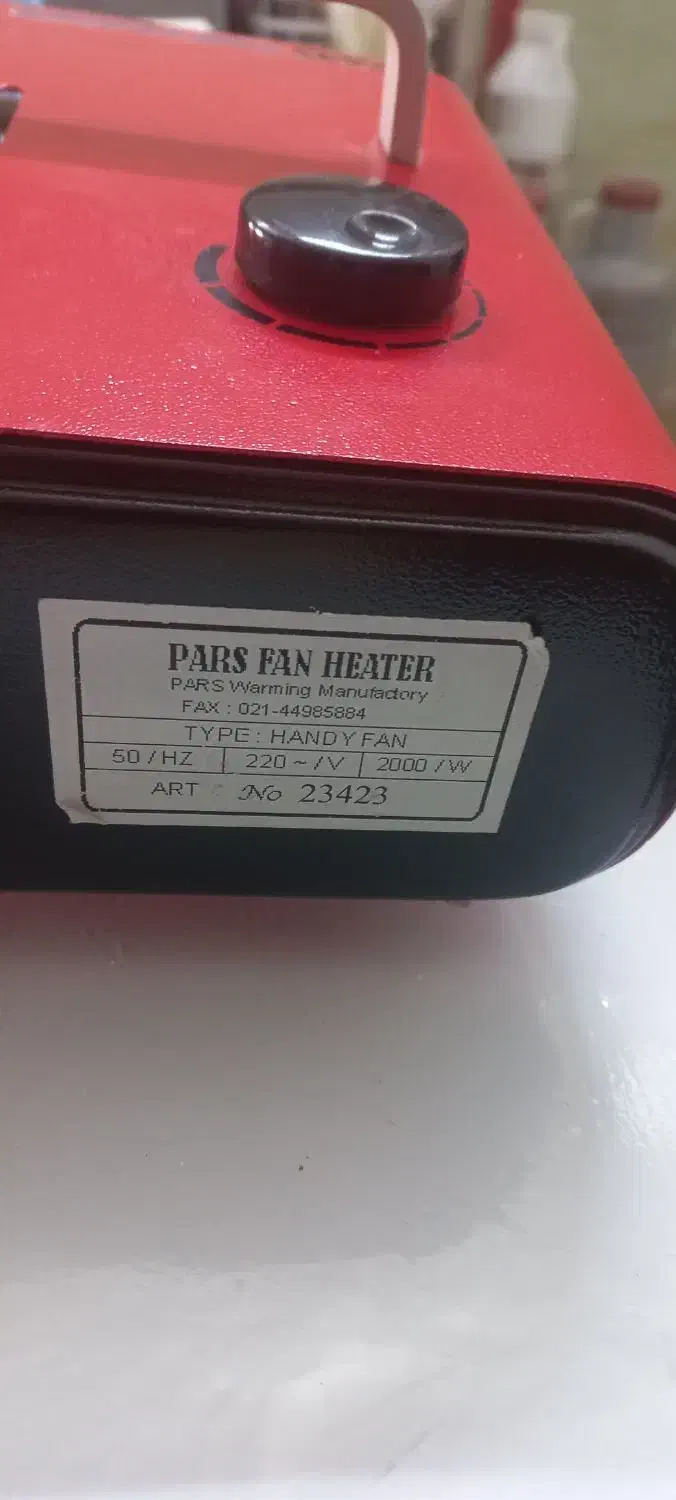 PARS FAN HEATER
PARS Warming Manufactory
FAX : 021-44985884
TYPE : HANDY FAN
50 / HZ 220 ~ / V 2000 / W
ART : No 23423